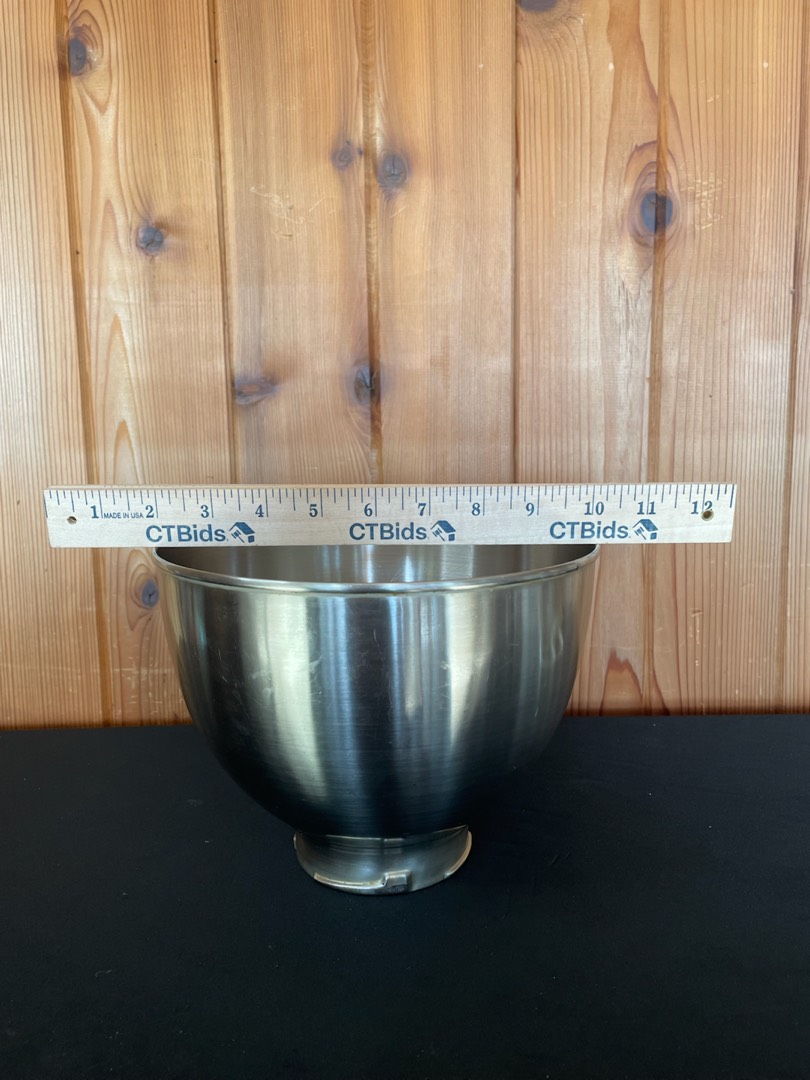 1 MADE IN USA 2 3 4 5 6 7 8 9 10 11 12
CTBids. CTBids. CTBids.